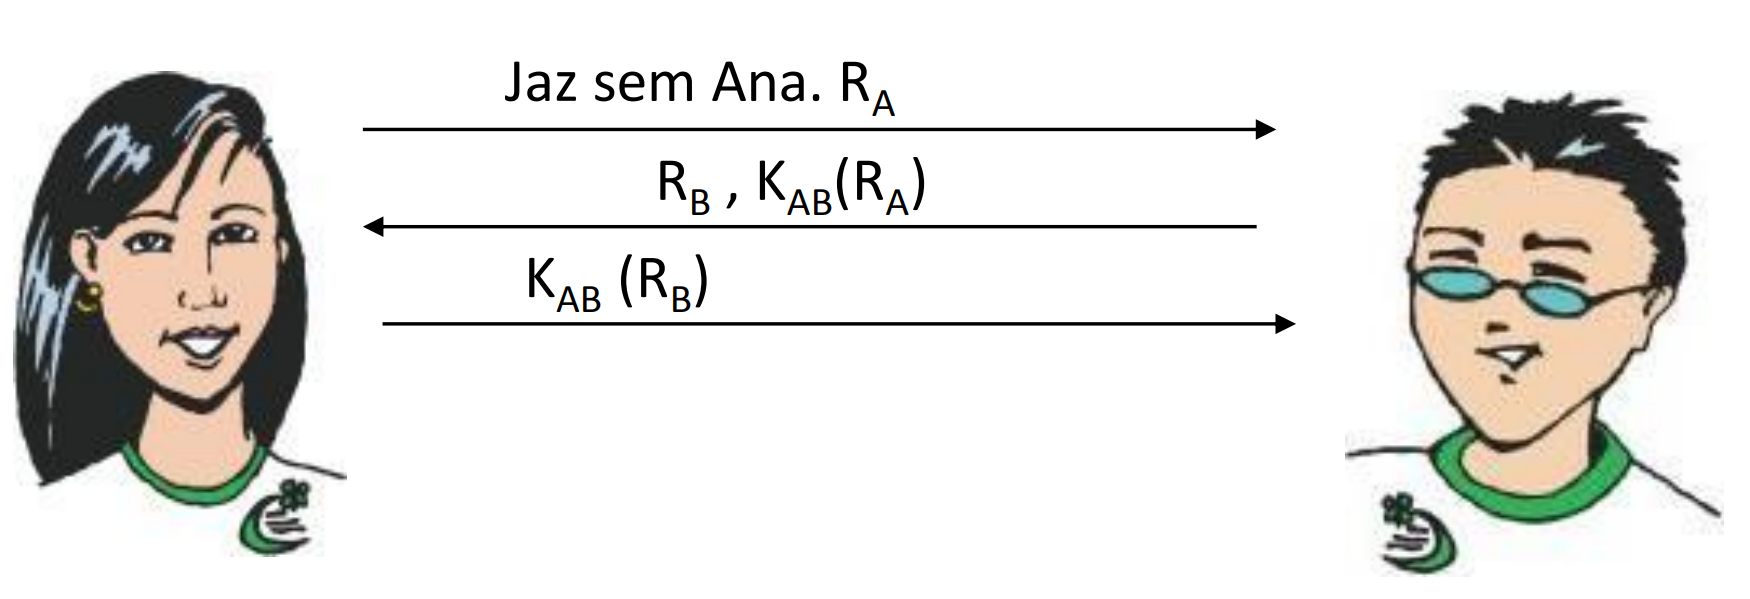 Jaz sem Ana. R_A
R_B , K_AB(R_A)
K_AB (R_B)